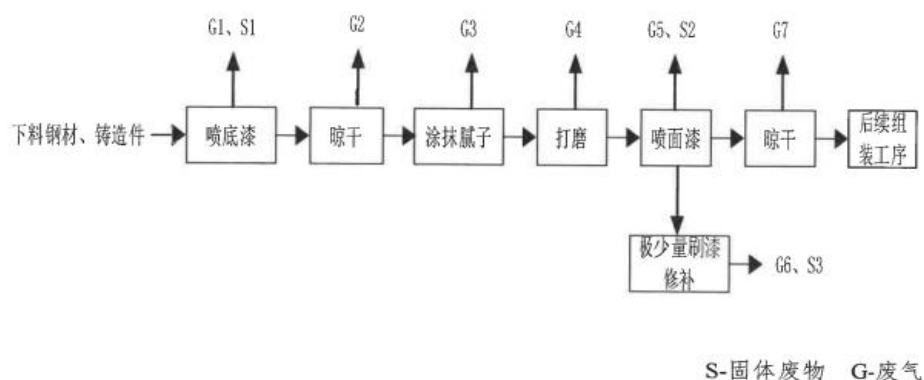 G1、S1
G2
G3
G4
G5、S2
G7
下料钢材、铸造件
喷底漆
晾干
涂抹腻子
打磨
喷面漆
晾干
后续组
装工序
极少量刷漆
修补
G6、S3
S-固体废物 G-废气